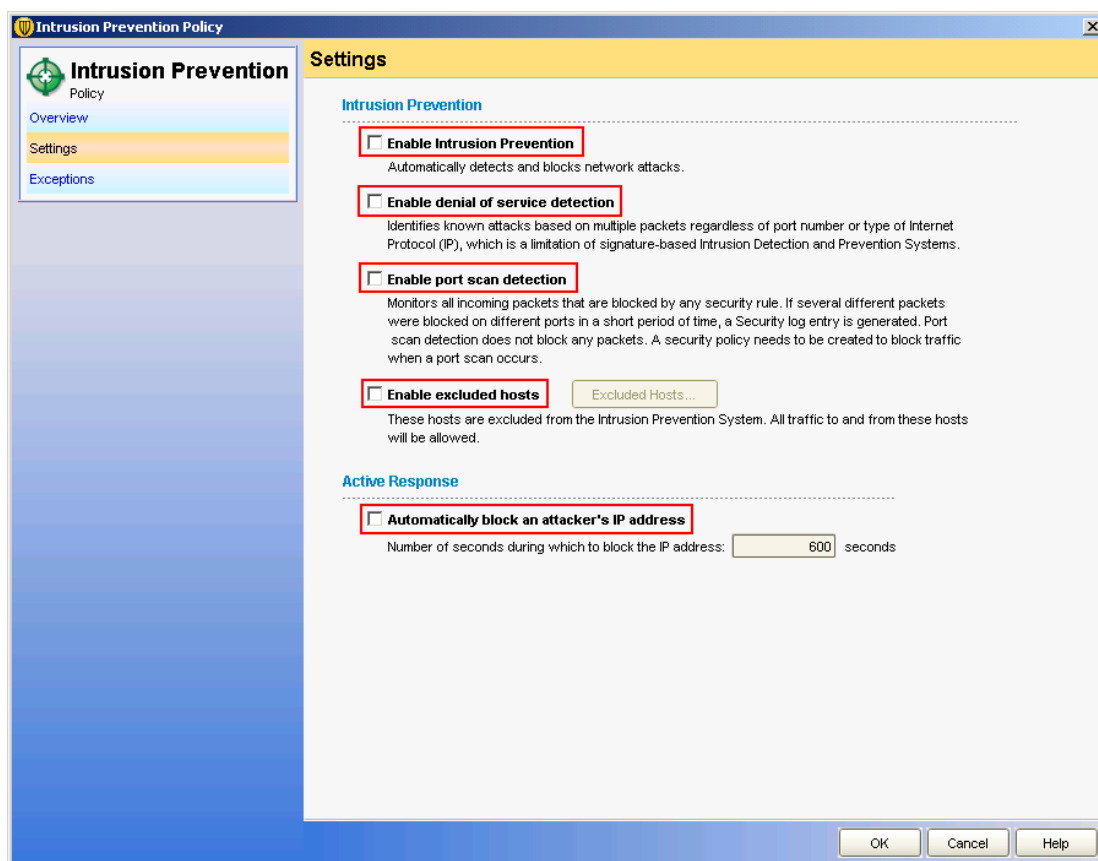 Intrusion Prevention Policy
Intrusion Prevention
Policy
Overview
Settings
Exceptions
Settings
Intrusion Prevention
Enable Intrusion Prevention
Automatically detects and blocks network attacks.
Enable denial of service detection
Identifies known attacks based on multiple packets regardless of port number or type of Internet
Protocol (IP), which is a limitation of signature-based Intrusion Detection and Prevention Systems.
Enable port scan detection
Monitors all incoming packets that are blocked by any security rule. If several different packets
were blocked on different ports in a short period of time, a Security log entry is generated. Port
scan detection does not block any packets. A security policy needs to be created to block traffic
when a port scan occurs.
Enable excluded hosts Excluded Hosts...
These hosts are excluded from the Intrusion Prevention System. All traffic to and from these hosts
will be allowed.
Active Response
Automatically block an attacker's IP address
Number of seconds during which to block the IP address: 600 seconds
OK Cancel Help